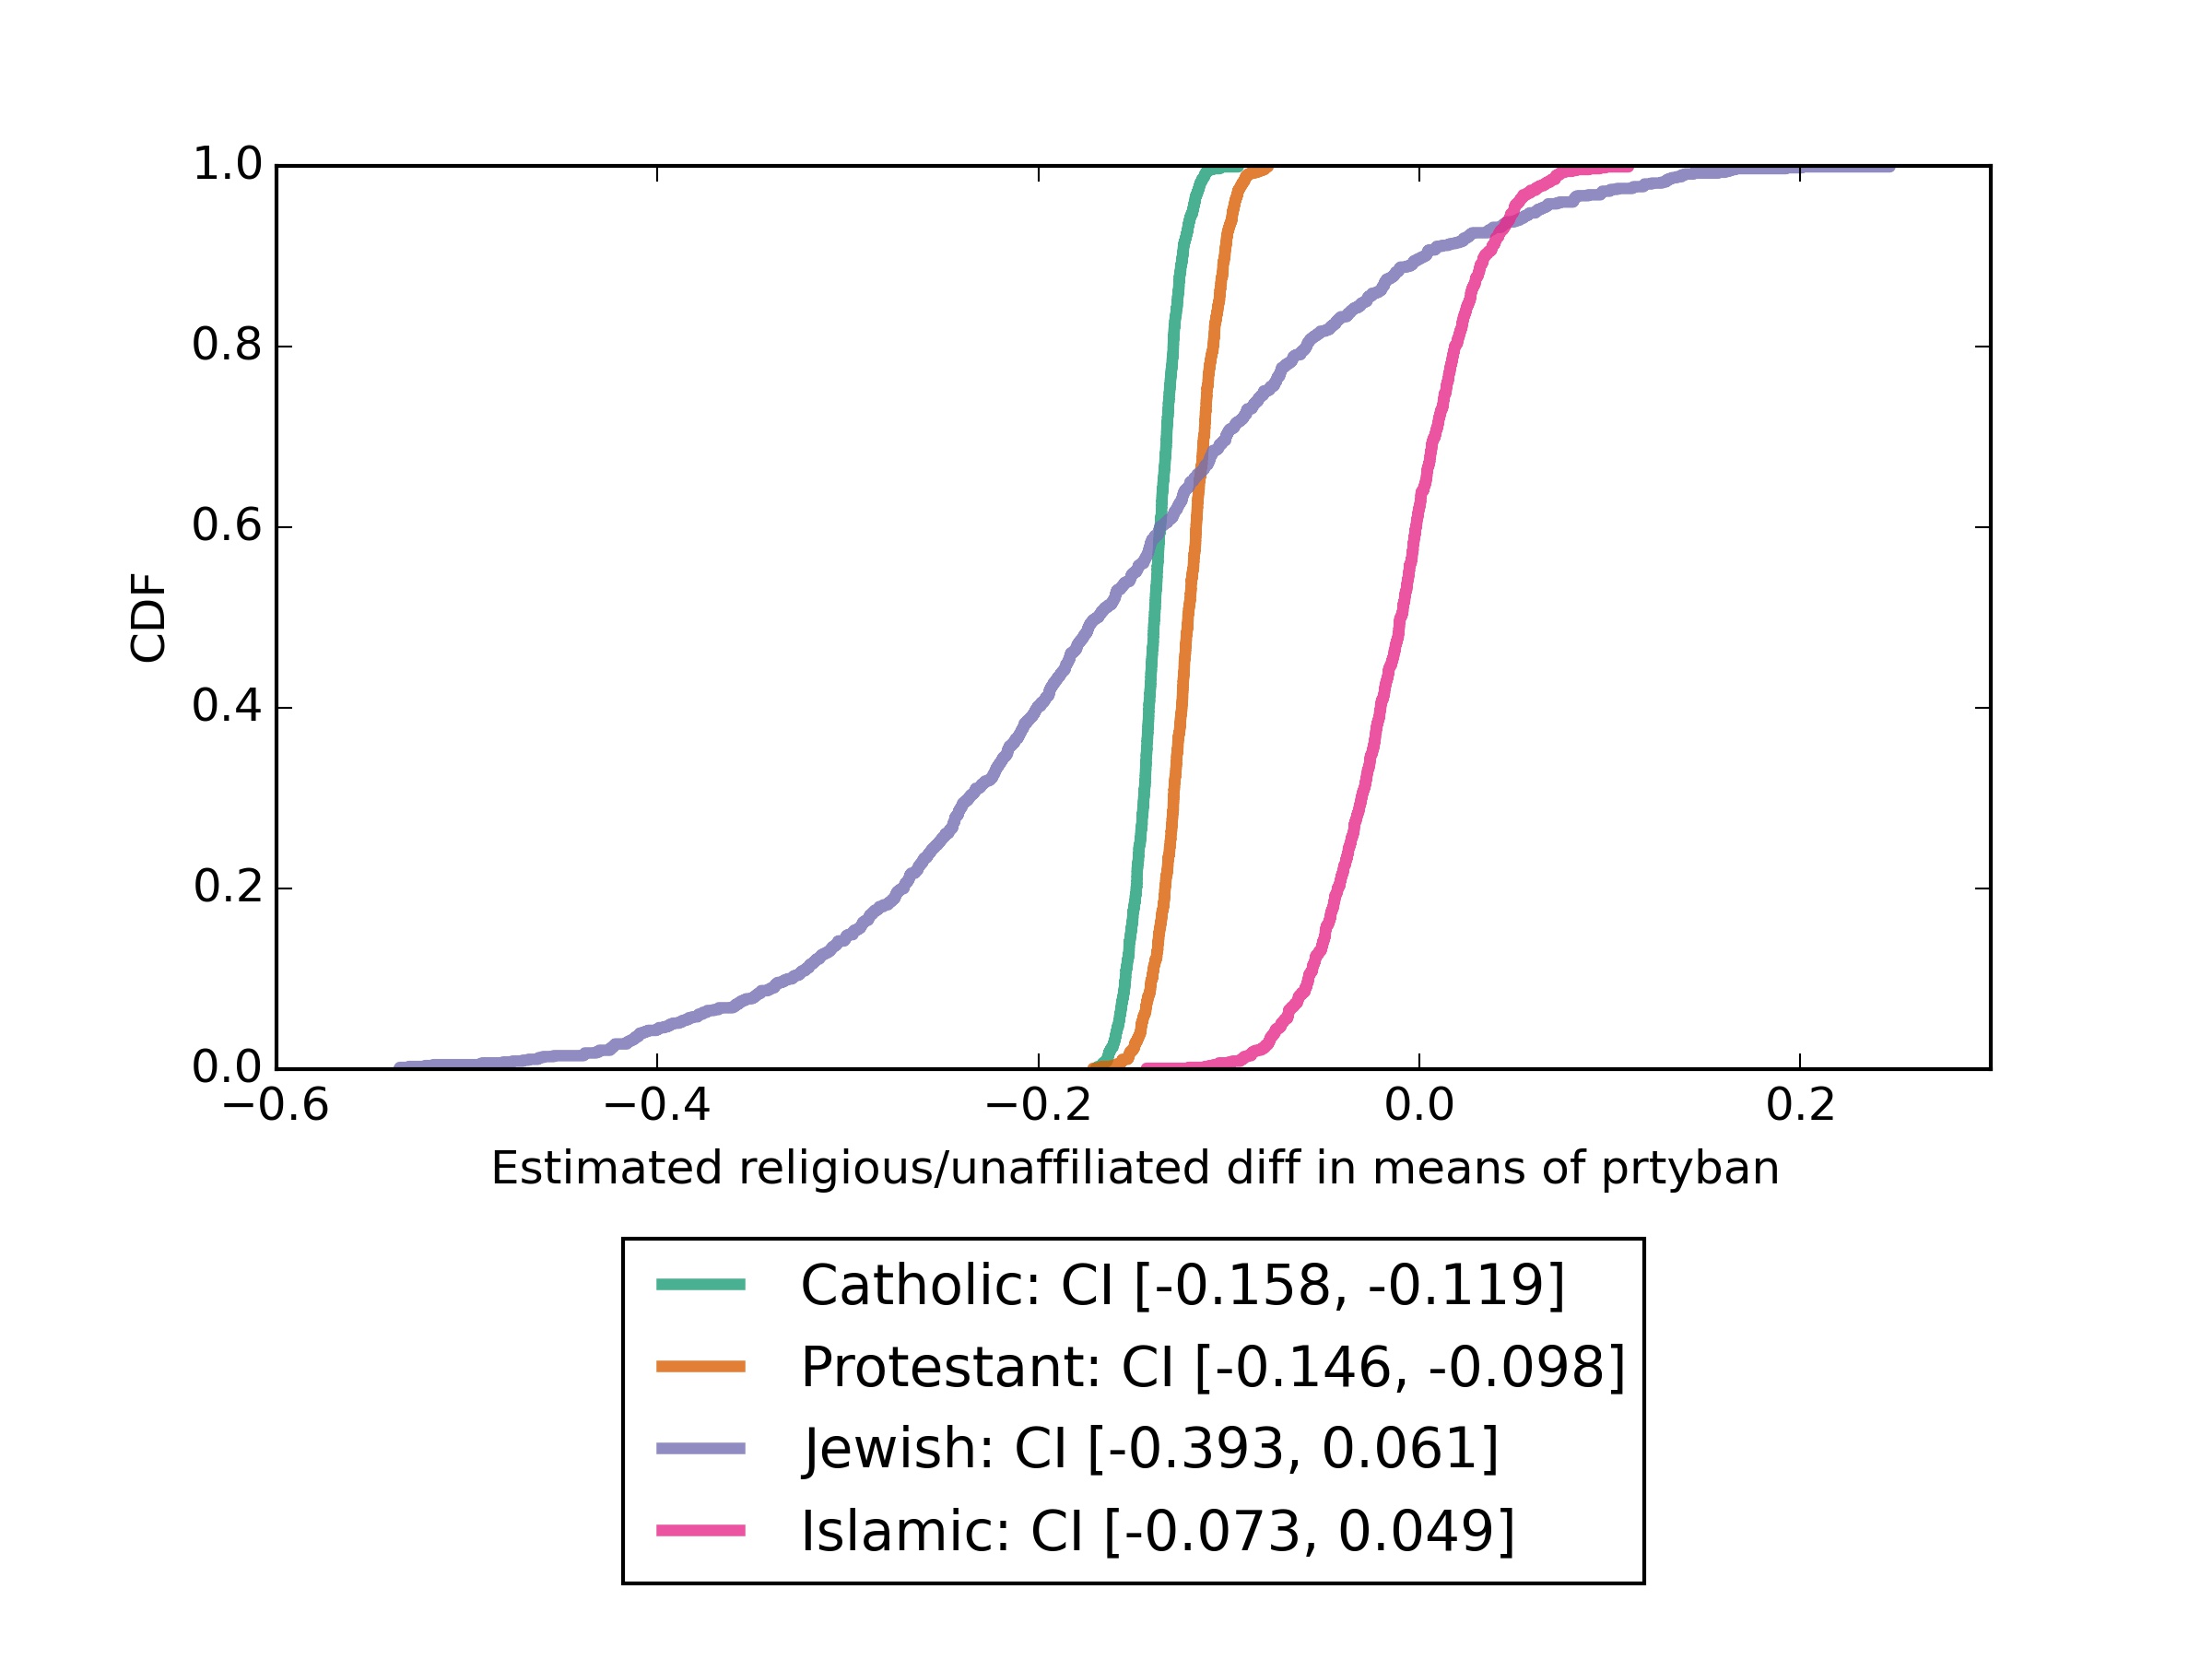 1.0
0.8
0.6
0.4
0.2
0.0
CDF
−0.6 −0.4 −0.2 0.0 0.2
Estimated religious/unaffiliated diff in means of prtyban
Catholic: CI [-0.158, -0.119]
Protestant: CI [-0.146, -0.098]
Jewish: CI [-0.393, 0.061]
Islamic: CI [-0.073, 0.049]